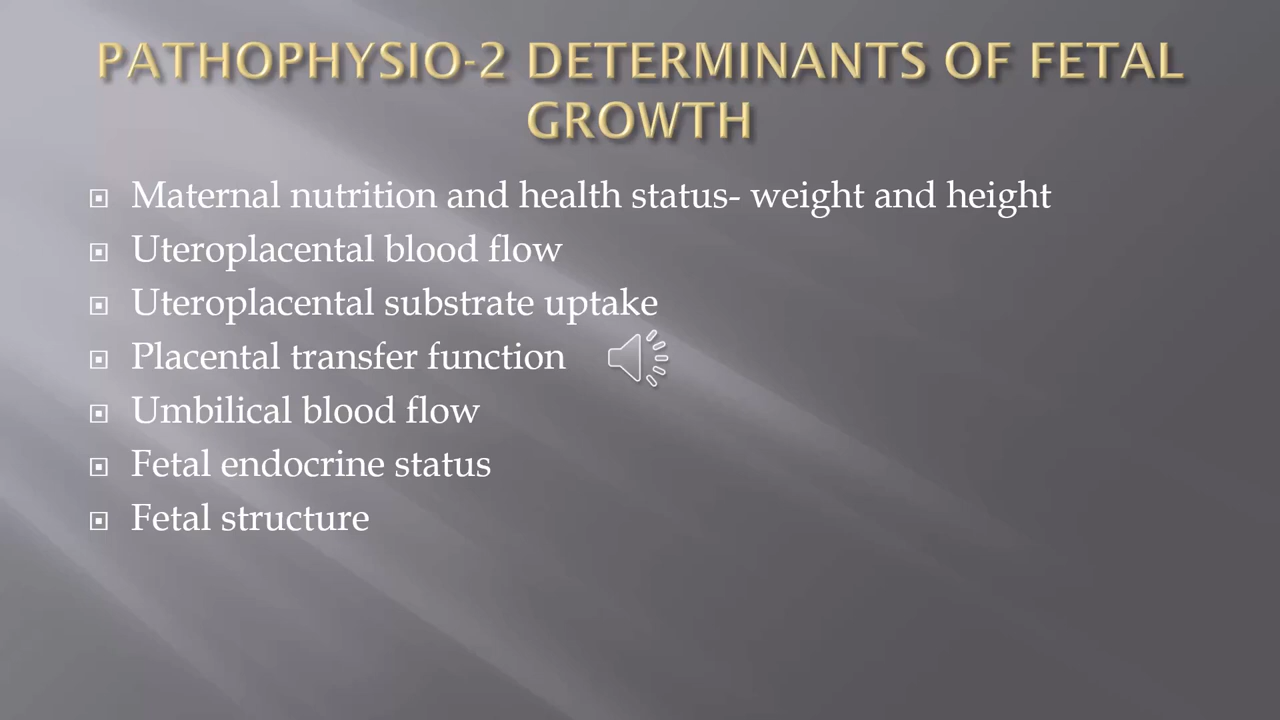 PATHOPHYSIO-2 DETERMINANTS OF FETAL
GROWTH
Maternal nutrition and health status- weight and height
Uteroplacental blood flow
Uteroplacental substrate uptake
Placental transfer function
Umbilical blood flow
Fetal endocrine status
Fetal structure